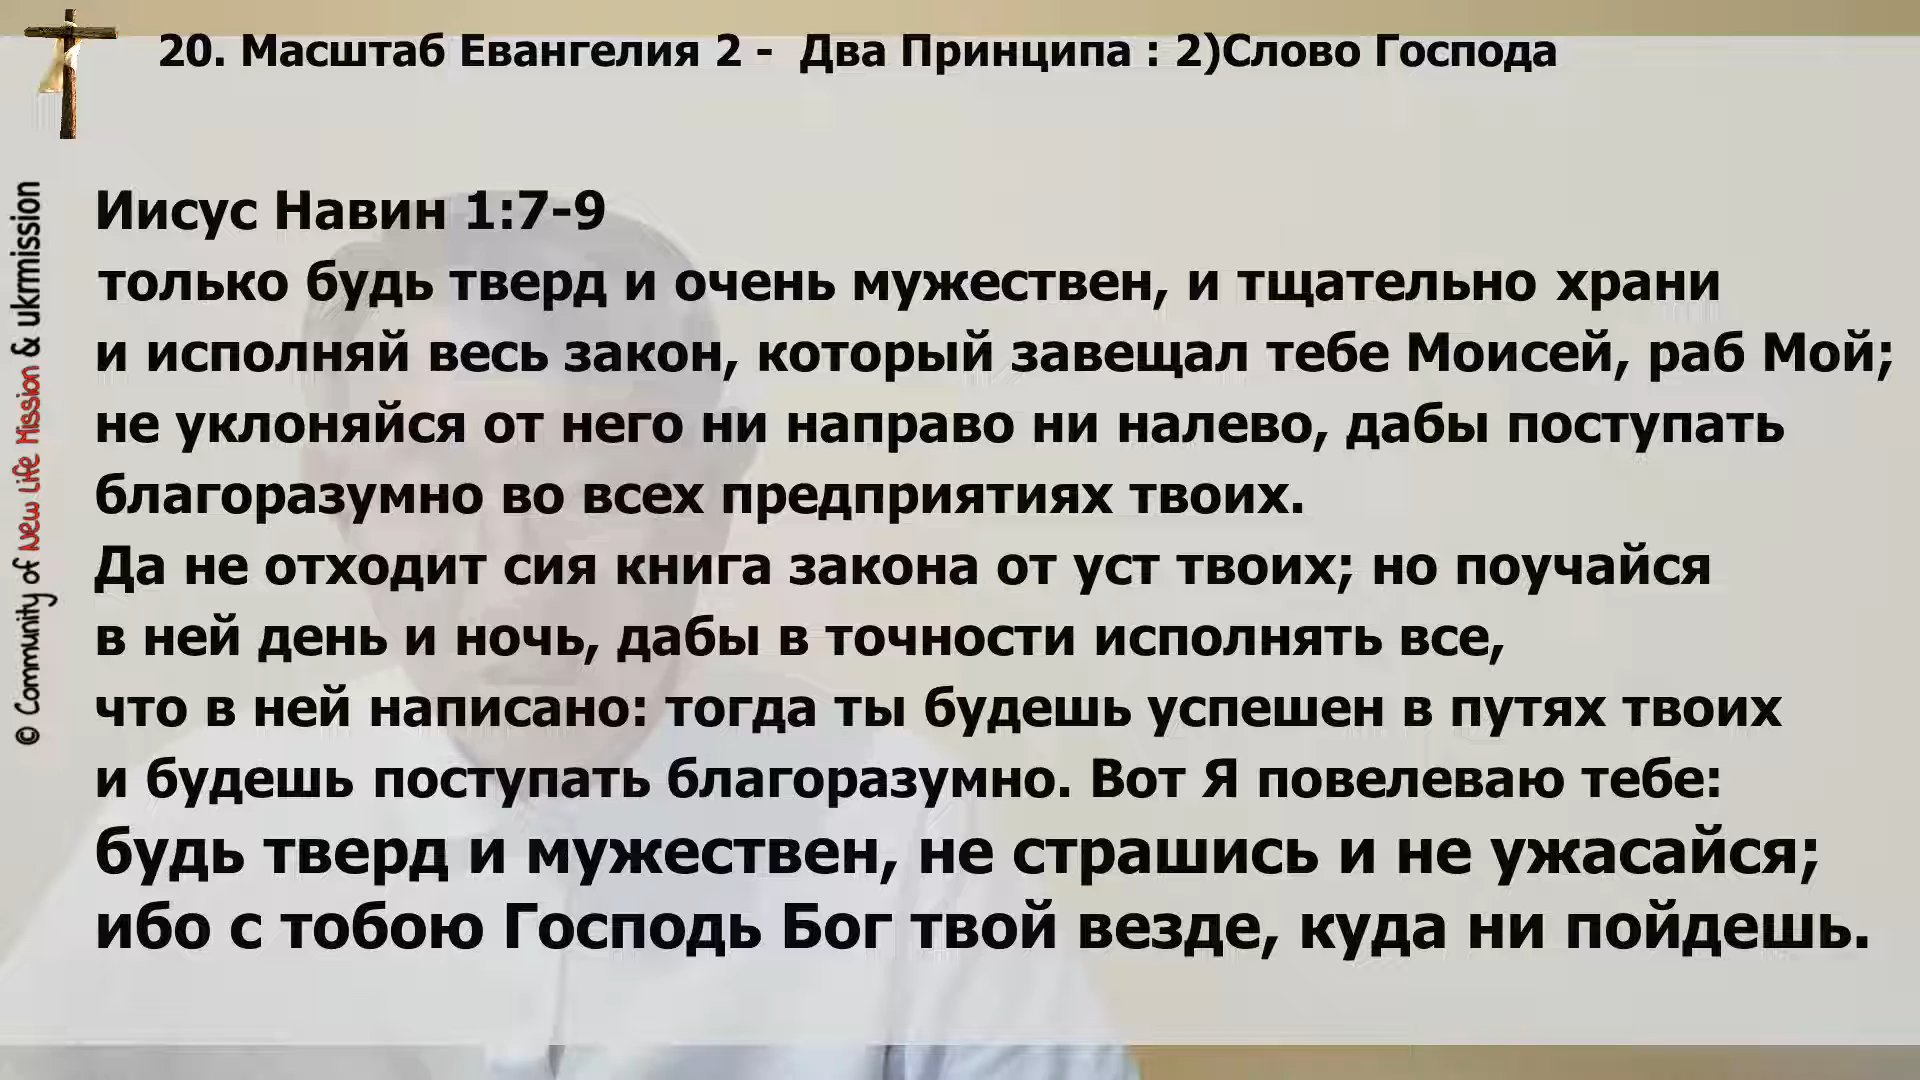 20. Масштаб Евангелия 2 -  Два Принципа : 2)Слово Господа
© Community of New Life Mission & ukrmission
Иисус Навин 1:7-9
только будь тверд и очень мужествен, и тщательно храни
и исполняй весь закон, который завещал тебе Моисей, раб Мой;
не уклоняйся от него ни направо ни налево, дабы поступать
благоразумно во всех предприятиях твоих.
Да не отходит сия книга закона от уст твоих; но поучайся
в ней день и ночь, дабы в точности исполнять все,
что в ней написано: тогда ты будешь успешен в путях твоих
и будешь поступать благоразумно. Вот Я повелеваю тебе:
будь тверд и мужествен, не страшись и не ужасайся;
ибо с тобою Господь Бог твой везде, куда ни пойдешь.